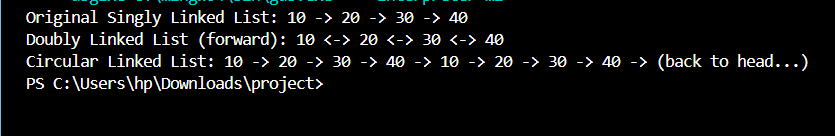 Original Singly Linked List: 10 -> 20 -> 30 -> 40
Doubly Linked List (forward): 10 <-> 20 <-> 30 <-> 40
Circular Linked List: 10 -> 20 -> 30 -> 40 -> 10 -> 20 -> 30 -> 40 -> (back to head...)
PS C:\Users\hp\Downloads\project>